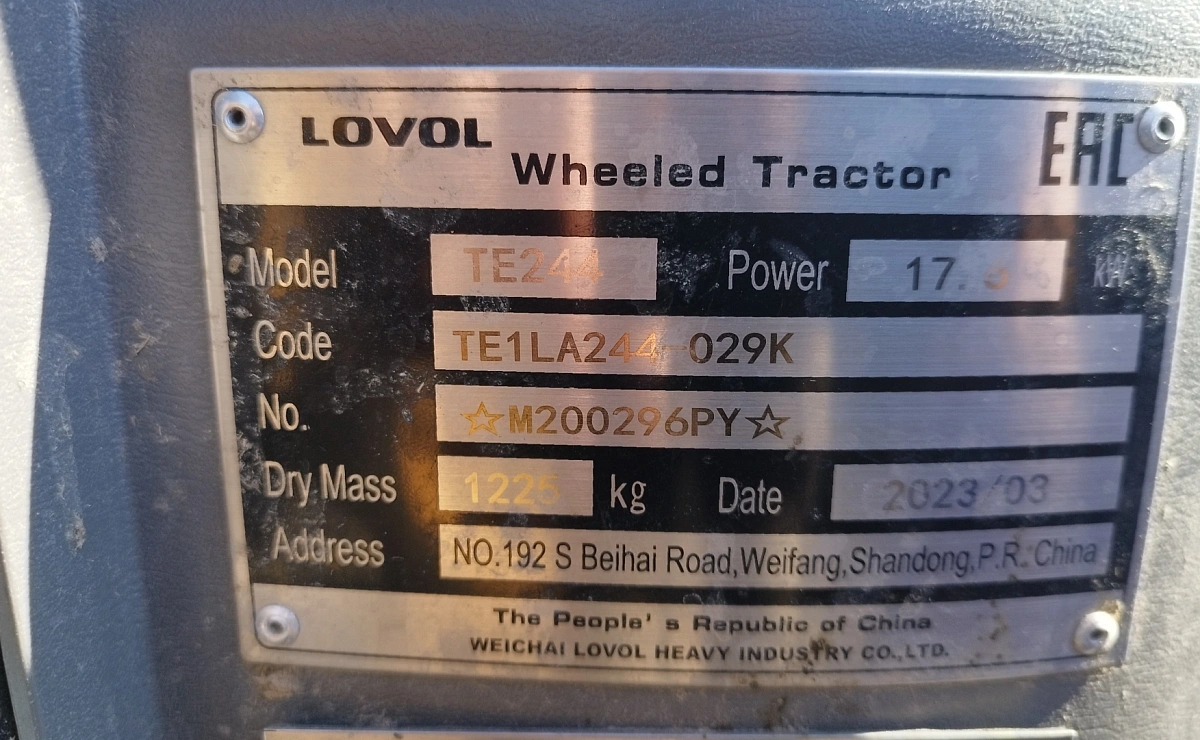 LOVOL
EAC
Wheeled Tractor
Model TE244 Power kW
Code TE1LA244-029K
No. ☆M200296PY☆
Dry Mass 1225 kg Date 2023/03
Address NO.192 S Beihai Road,Weifang,Shandong,P.R.China
The People's Republic of China
WEICHAI LOVOL HEAVY INDUSTRY CO.,LTD.